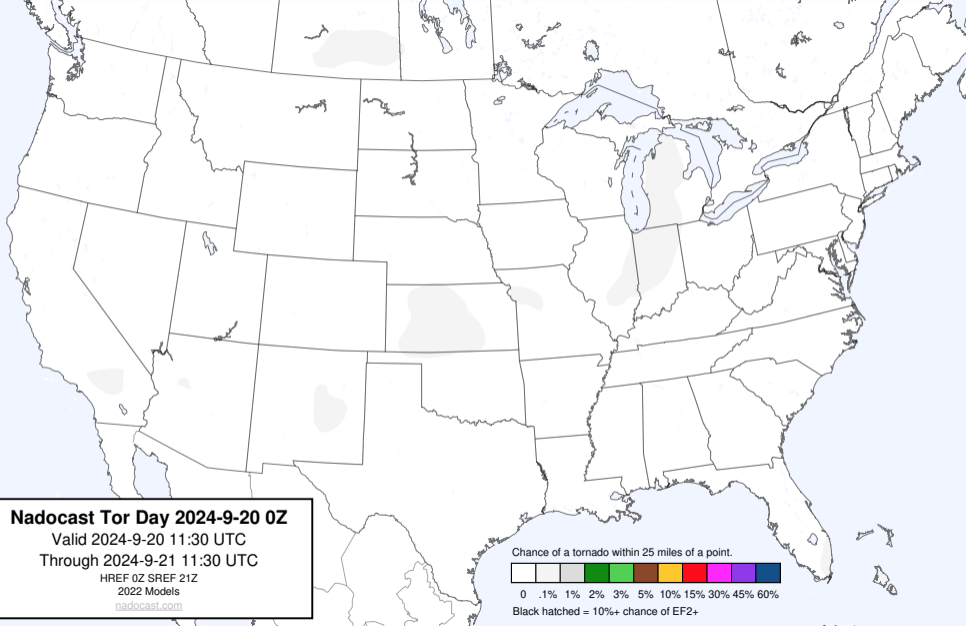 Nadocast Tor Day 2024-9-20 0Z
Valid 2024-9-20 11:30 UTC
Through 2024-9-21 11:30 UTC
HREF 0Z SREF 21Z
2022 Models
nadocast.com
Chance of a tornado within 25 miles of a point.
0 .1% 1% 2% 3% 5% 10% 15% 30% 45% 60%
Black hatched = 10%+ chance of EF2+